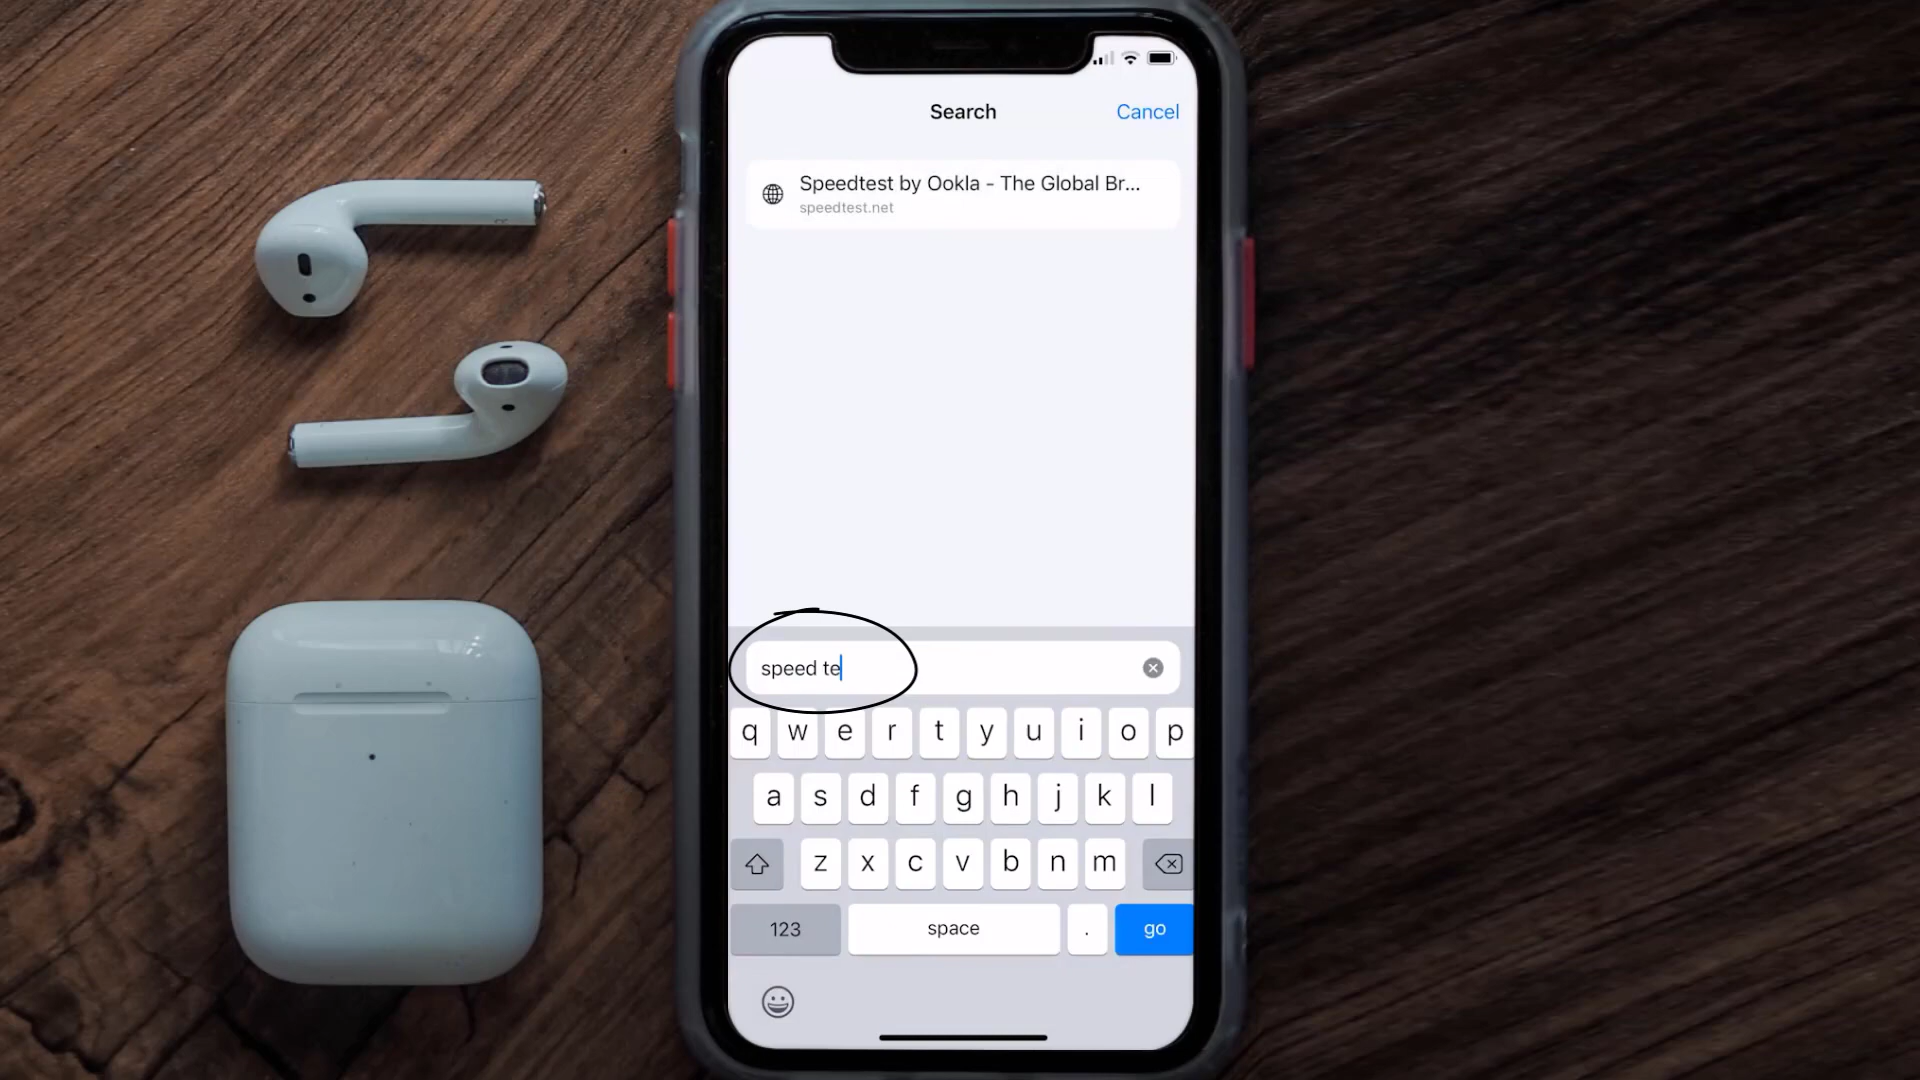 Search
Cancel
Speedtest by Ookla - The Global Br...
speedtest.net
speed te
q w e r t y u i o p
a s d f g h j k l
z x c v b n m
123 space . go